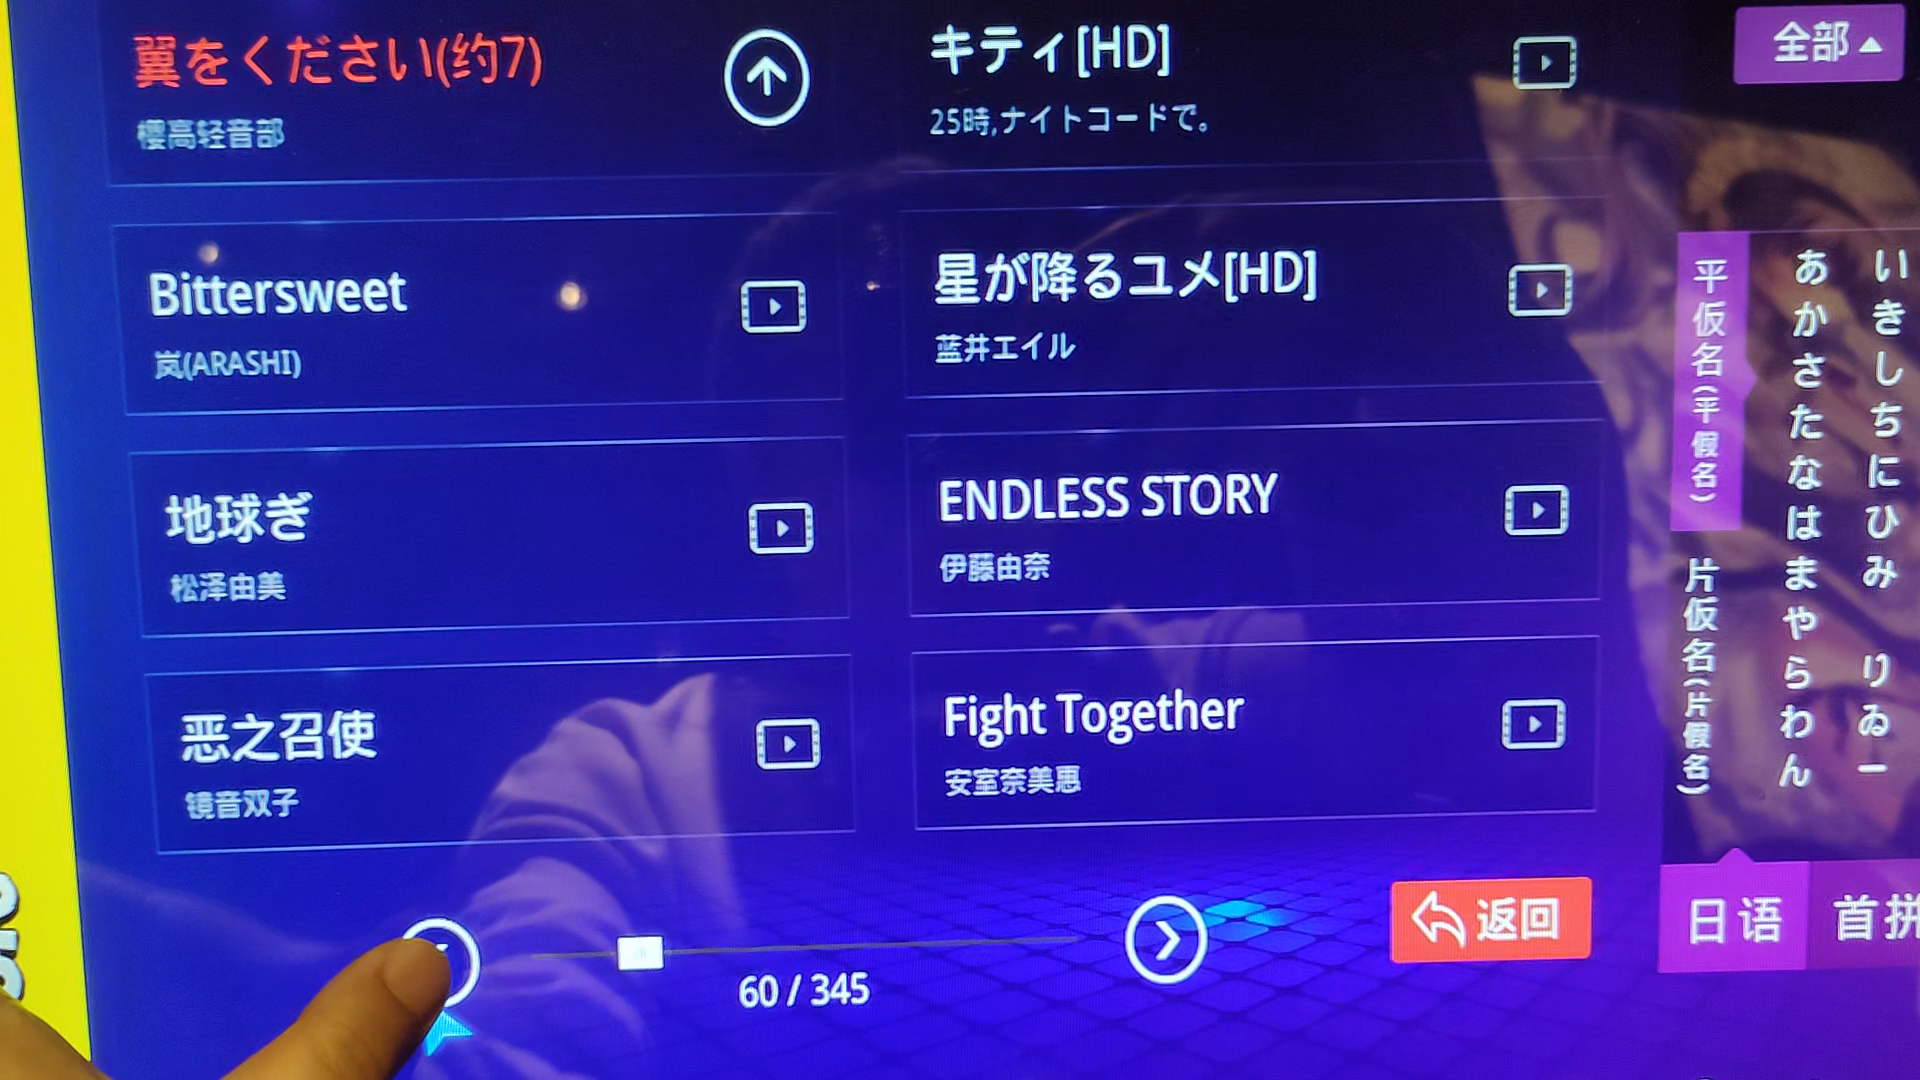 翼をください(约7)
櫻高轻音部
キティ[HD]
25時,ナイトコードで。
Bittersweet
岚(ARASHI)
星が降るユメ[HD]
蓝井エイル
地球ぎ
松泽由美
ENDLESS STORY
伊藤由奈
恶之召使
镜音双子
Fight Together
安室奈美惠
60 / 345
返回
全部
平仮名(平假名)
片仮名(片假名)
あかさたなはまやらわん
いきしちにひみ りゐー
日语
首拼